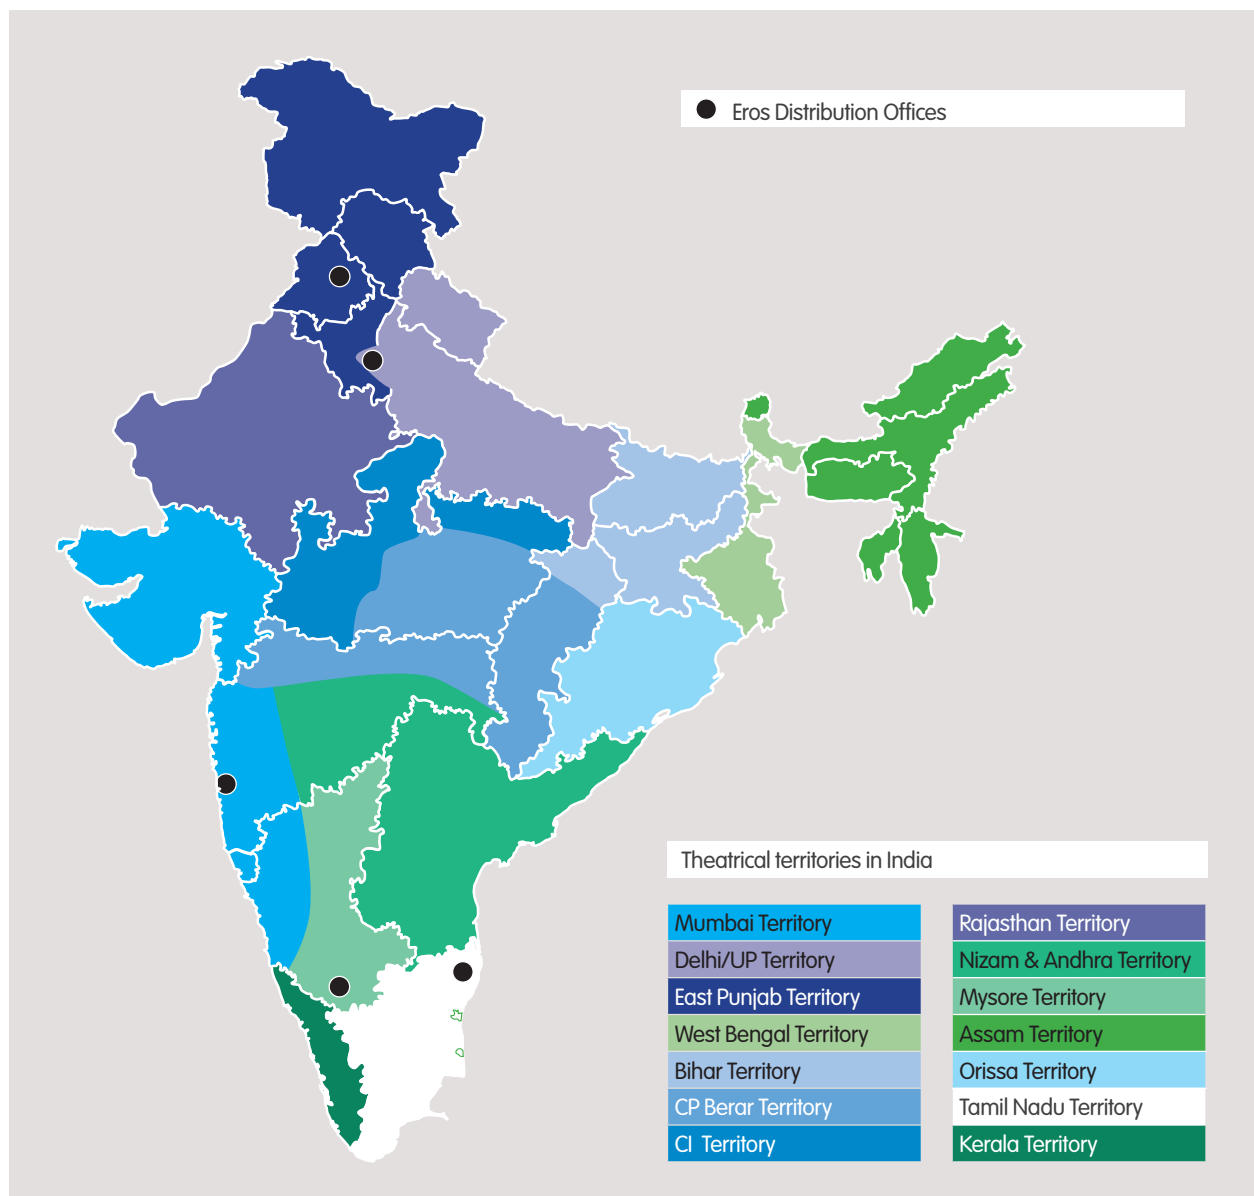 Eros Distribution Offices
Theatrical territories in India
Mumbai Territory
Delhi/UP Territory
East Punjab Territory
West Bengal Territory
Bihar Territory
CP Berar Territory
CI Territory
Rajasthan Territory
Nizam & Andhra Territory
Mysore Territory
Assam Territory
Orissa Territory
Tamil Nadu Territory
Kerala Territory